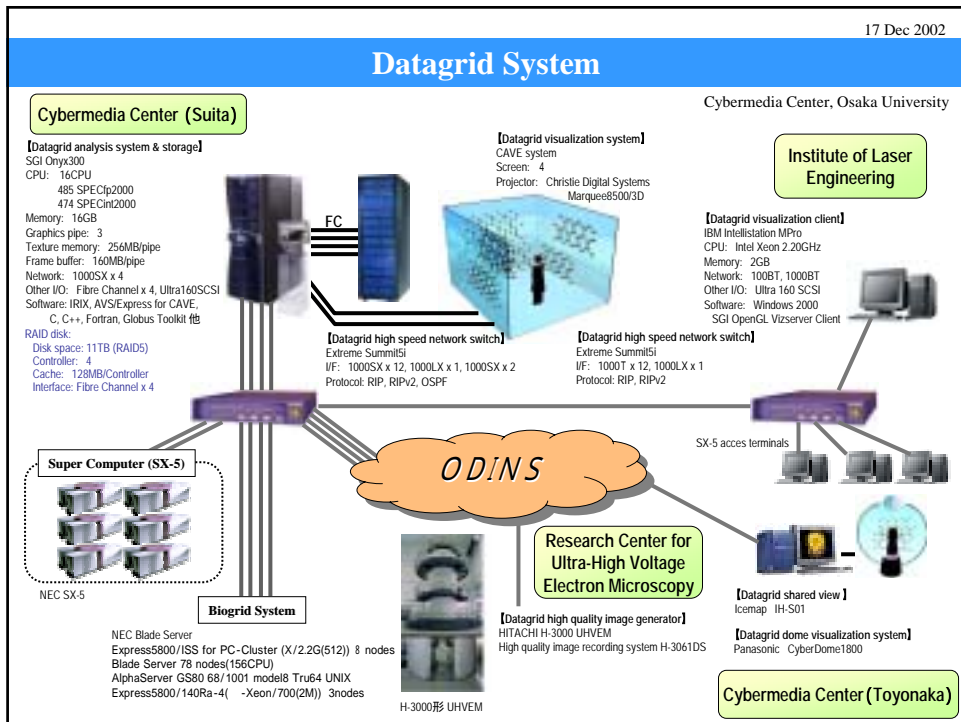 17 Dec 2002
Datagrid System
Cybermedia Center, Osaka University
Cybermedia Center (Suita)
【Datagrid analysis system & storage】
SGI Onyx300
CPU: 16CPU
485 SPECfp2000
474 SPECint2000
Memory: 16GB
Graphics pipe: 3
Texture memory: 256MB/pipe
Frame buffer: 160MB/pipe
Network: 1000SX x 4
Other I/O: Fibre Channel x 4, Ultra160SCSI
Software: IRIX, AVS/Express for CAVE,
C, C++, Fortran, Globus Toolkit 他
RAID disk:
Disk space: 11TB (RAID5)
Controller: 4
Cache: 128MB/Controller
Interface: Fibre Channel x 4
FC
【Datagrid visualization system】
CAVE system
Screen: 4
Projector: Christie Digital Systems
Marquee8500/3D
Institute of Laser
Engineering
【Datagrid visualization client】
IBM Intellistation MPro
CPU: Intel Xeon 2.20GHz
Memory: 2GB
Network: 100BT, 1000BT
Other I/O: Ultra 160 SCSI
Software: Windows 2000
SGI OpenGL Vizserver Client
【Datagrid high speed network switch】
Extreme Summit5i
I/F: 1000SX x 12, 1000LX x 1, 1000SX x 2
Protocol: RIP, RIPv2, OSPF
【Datagrid high speed network switch】
Extreme Summit5i
I/F: 1000T x 12, 1000LX x 1
Protocol: RIP, RIPv2
SX-5 acces terminals
Super Computer (SX-5)
NEC SX-5
ODINS
Biogrid System
NEC Blade Server
Express5800/ISS for PC-Cluster (X/2.2G(512)) 8 nodes
Blade Server 78 nodes(156CPU)
AlphaServer GS80 68/1001 model8 Tru64 UNIX
Express5800/140Ra-4( -Xeon/700(2M)) 3nodes
H-3000形 UHVEM
Research Center for
Ultra-High Voltage
Electron Microscopy
【Datagrid high quality image generator】
HITACHI H-3000 UHVEM
High quality image recording system H-3061DS
【Datagrid shared view 】
Icemap IH-S01
【Datagrid dome visualization system】
Panasonic CyberDome1800
Cybermedia Center(Toyonaka)